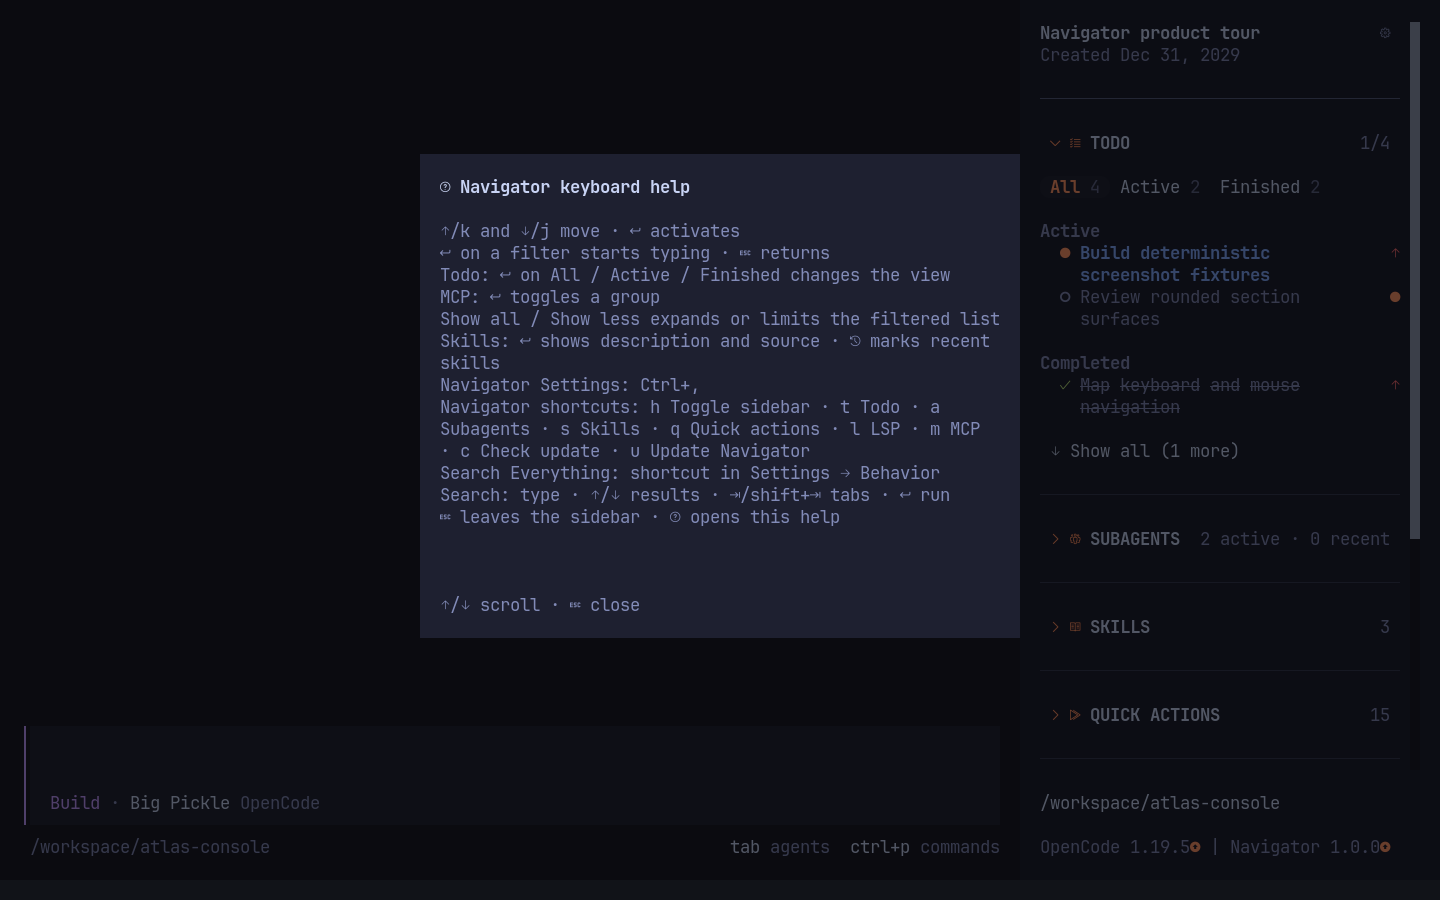 Navigator product tour
Created Dec 31, 2029
TODO 1/4
All 4 Active 2 Finished 2
Active
Build deterministic
screenshot fixtures
Review rounded section
surfaces
Completed
Map keyboard and mouse
navigation
↓ Show all (1 more)
SUBAGENTS 2 active · 0 recent
SKILLS 3
QUICK ACTIONS 15
/workspace/atlas-console
OpenCode 1.19.5 | Navigator 1.0.0
Navigator keyboard help
↑/k and ↓/j move · ↩ activates
↩ on a filter starts typing · ESC returns
Todo: ↩ on All / Active / Finished changes the view
MCP: ↩ toggles a group
Show all / Show less expands or limits the filtered list
Skills: ↩ shows description and source · marks recent
skills
Navigator Settings: Ctrl+,
Navigator shortcuts: h Toggle sidebar · t Todo · a
Subagents · s Skills · q Quick actions · l LSP · m MCP
· c Check update · u Update Navigator
Search Everything: shortcut in Settings → Behavior
Search: type · ↑/↓ results · ⇥/shift+⇥ tabs · ↩ run
ESC leaves the sidebar · ? opens this help
↑/↓ scroll · ESC close
Build · Big Pickle OpenCode
/workspace/atlas-console
tab agents ctrl+p commands